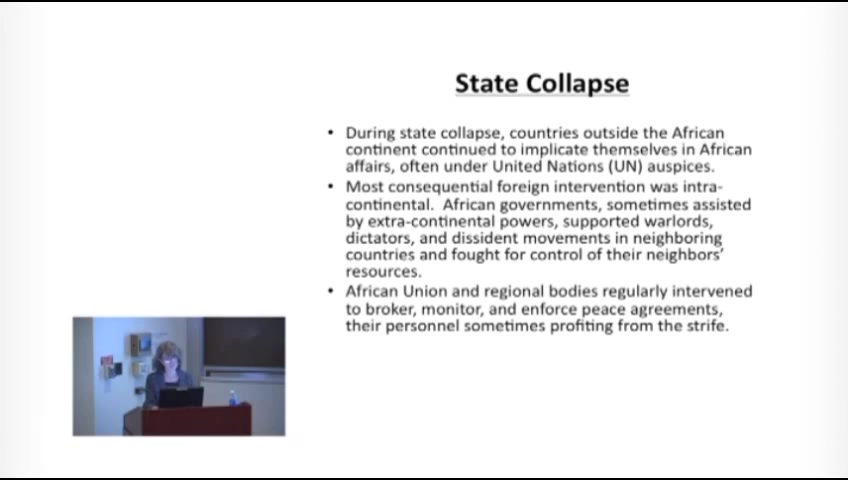 State Collapse
• During state collapse, countries outside the African
continent continued to implicate themselves in African
affairs, often under United Nations (UN) auspices.
• Most consequential foreign intervention was intra-
continental. African governments, sometimes assisted
by extra-continental powers, supported warlords,
dictators, and dissident movements in neighboring
countries and fought for control of their neighbors’
resources.
• African Union and regional bodies regularly intervened
to broker, monitor, and enforce peace agreements,
their personnel sometimes profiting from the strife.